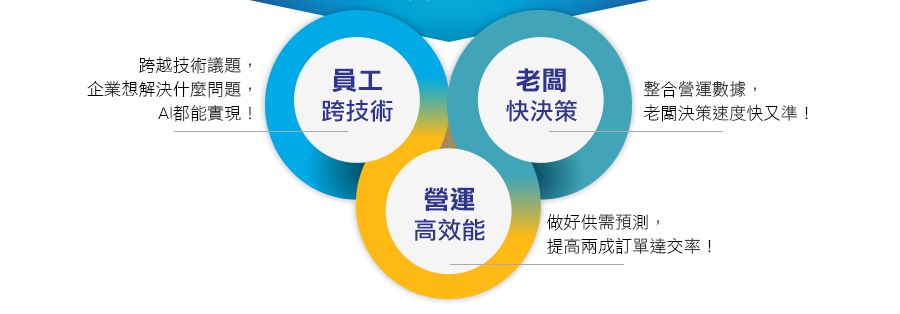 跨越技術議題，
企業想解決什麼問題，
AI都能實現！
員工
跨技術
老闆
快決策
整合營運數據，
老闆決策速度快又準！
營運
高效能
做好供需預測，
提高兩成訂單達交率！